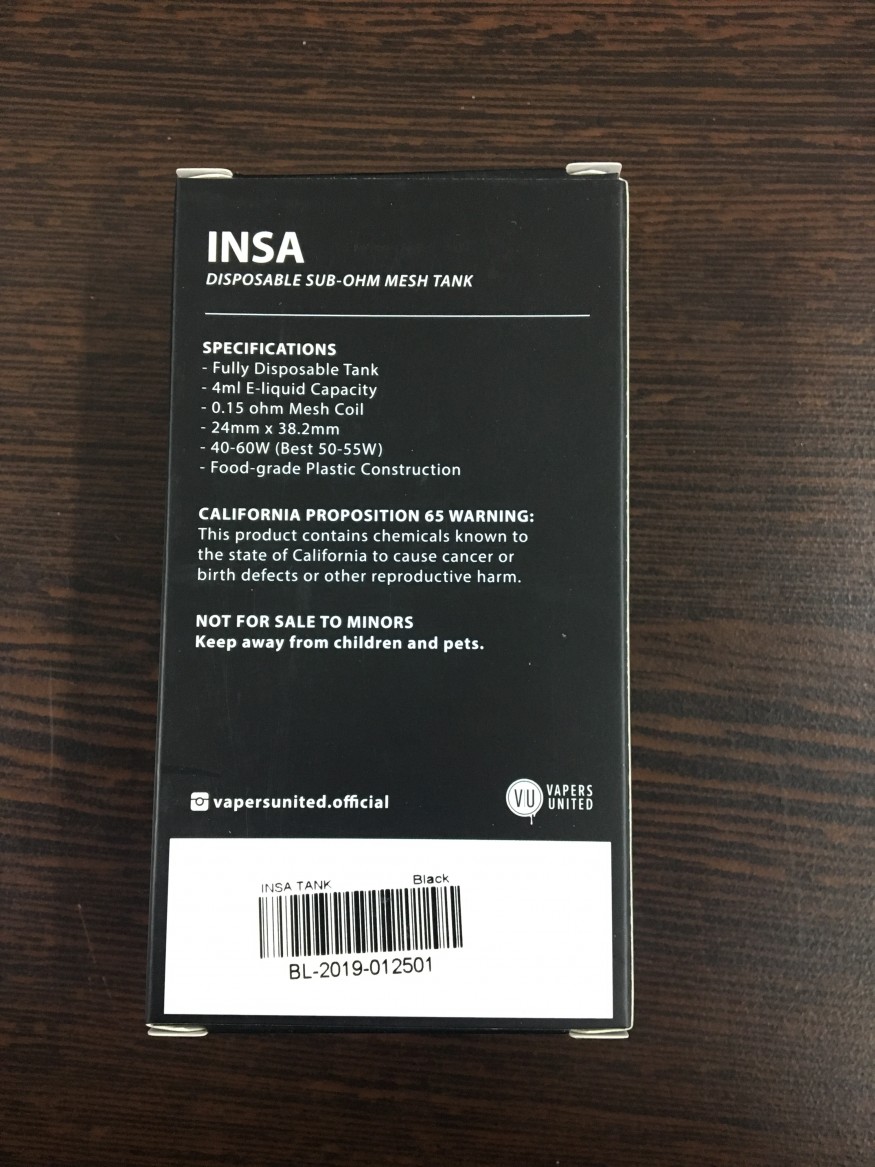 INSA
DISPOSABLE SUB-OHM MESH TANK
SPECIFICATIONS
- Fully Disposable Tank
- 4ml E-liquid Capacity
- 0.15 ohm Mesh Coil
- 24mm x 38.2mm
- 40-60W (Best 50-55W)
- Food-grade Plastic Construction
CALIFORNIA PROPOSITION 65 WARNING:
This product contains chemicals known to
the state of California to cause cancer or
birth defects or other reproductive harm.
NOT FOR SALE TO MINORS
Keep away from children and pets.
vapersunited.official
VU
VAPERS
UNITED
INSA TANK Black
BL-2019-012501